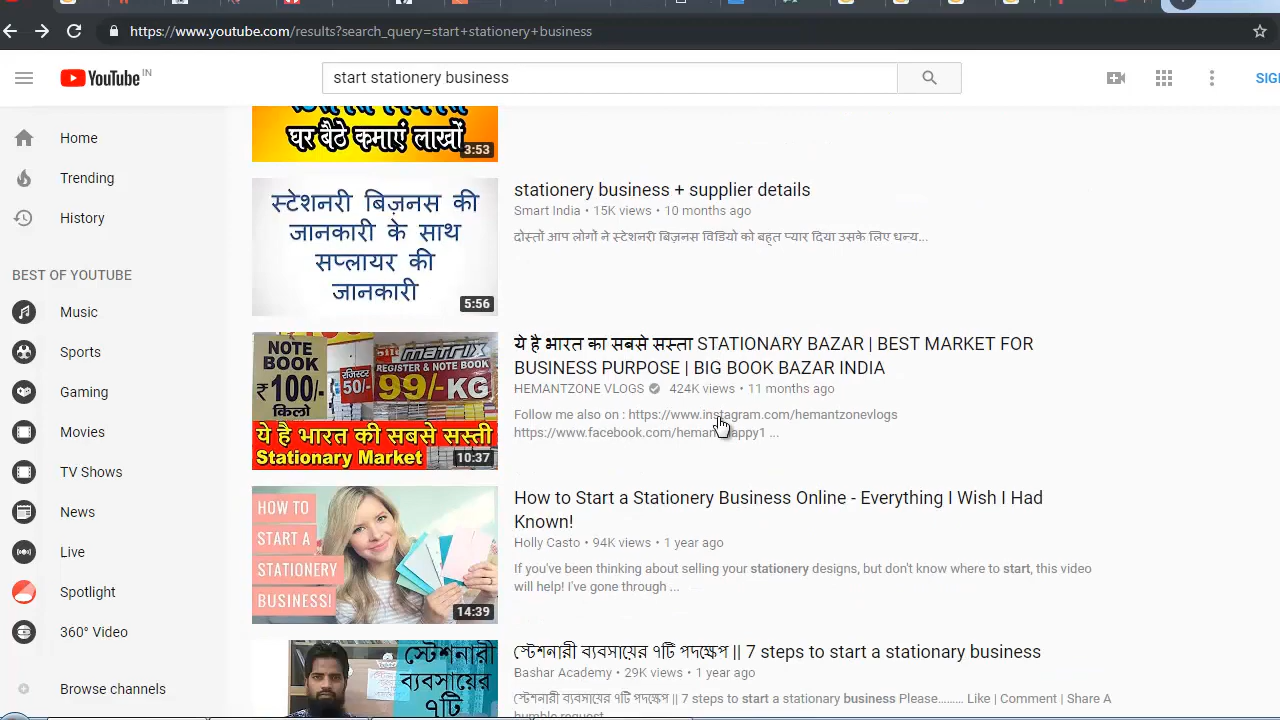 https://www.youtube.com/results?search_query=start+stationery+business
YouTube IN
start stationery business
SIG
Home
Trending
History
BEST OF YOUTUBE
Music
Sports
Gaming
Movies
TV Shows
News
Live
Spotlight
360° Video
Browse channels
घर बैठे कमाएं लाखों
3:53
स्टेशनरी बिज़नस की
जानकारी के साथ
सप्लायर की
जानकारी
5:56
stationery business + supplier details
Smart India • 15K views • 10 months ago
दोस्तों आप लोगों ने स्टेशनरी बिज़नस विडियो को बहुत प्यार दिया उसके लिए धन्य...
NOTE
BOOK
₹100/-
किलो
रजिस्टर
50/-
matrix
REGISTER & NOTE BOOK
99/-KG
ये है भारत की सबसे सस्ती
Stationary Market
10:37
ये है भारत का सबसे सस्ता STATIONARY BAZAR | BEST MARKET FOR
BUSINESS PURPOSE | BIG BOOK BAZAR INDIA
HEMANTZONE VLOGS 424K views • 11 months ago
Follow me also on : https://www.instagram.com/hemantzonevlogs
https://www.facebook.com/heman appy1 ...
HOW TO
START A
STATIONERY
BUSINESS!
14:39
How to Start a Stationery Business Online - Everything I Wish I Had
Known!
Holly Casto • 94K views • 1 year ago
If you've been thinking about selling your stationery designs, but don't know where to start, this video
will help! I've gone through ...
স্টেশনারী
ব্যবসায়ের
৭টি
স্টেশনারী ব্যবসায়ের ৭টি পদক্ষেপ || 7 steps to start a stationary business
Bashar Academy • 29K views • 1 year ago
স্টেশনারী ব্যবসায়ের ৭টি পদক্ষেপ || 7 steps to start a stationary business Please......... Like | Comment | Share A
humble request